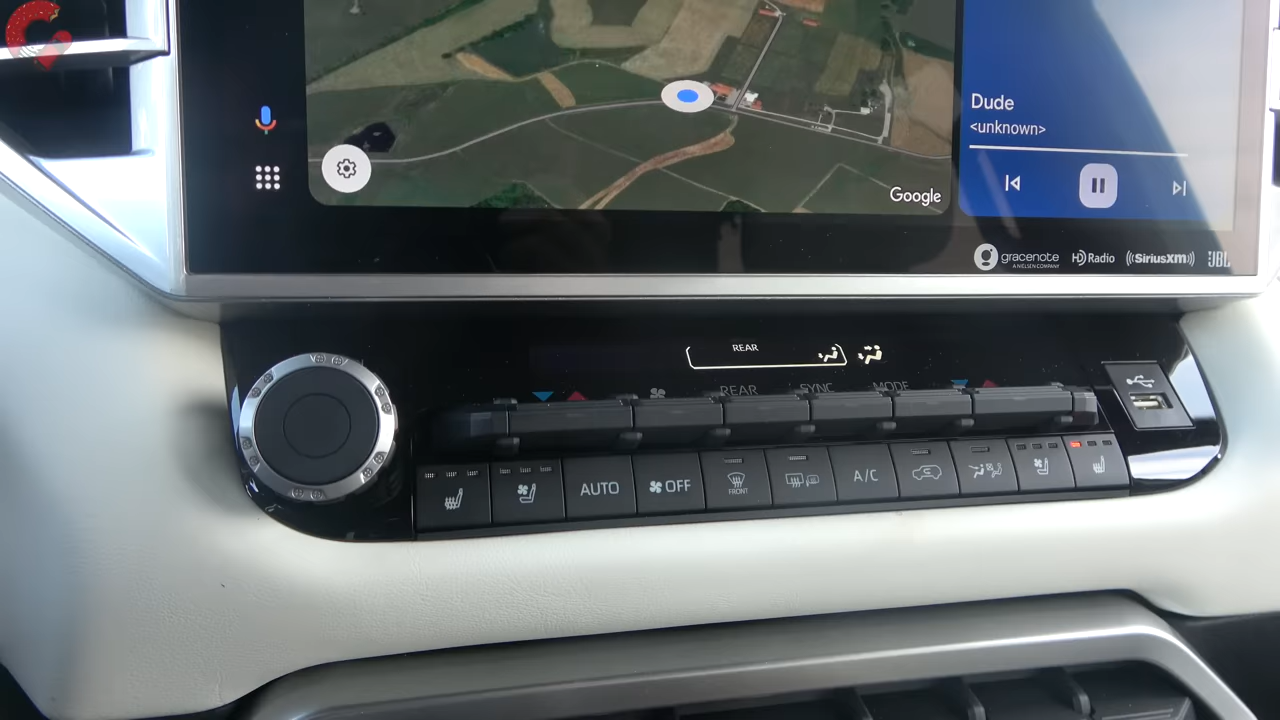 Dude
<unknown>
Google
gracenote
A NIELSEN COMPANY
HD Radio
((SiriusXM))
JBL
REAR
REAR
SYNC
MODE
AUTO
OFF
FRONT
A/C